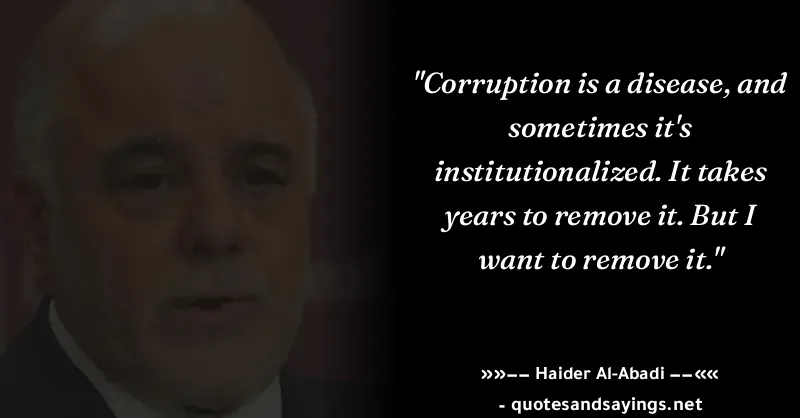 "Corruption is a disease, and
sometimes it's
institutionalized. It takes
years to remove it. But I
want to remove it."
»»−− Haider Al-Abadi −−««
- quotesandsayings.net